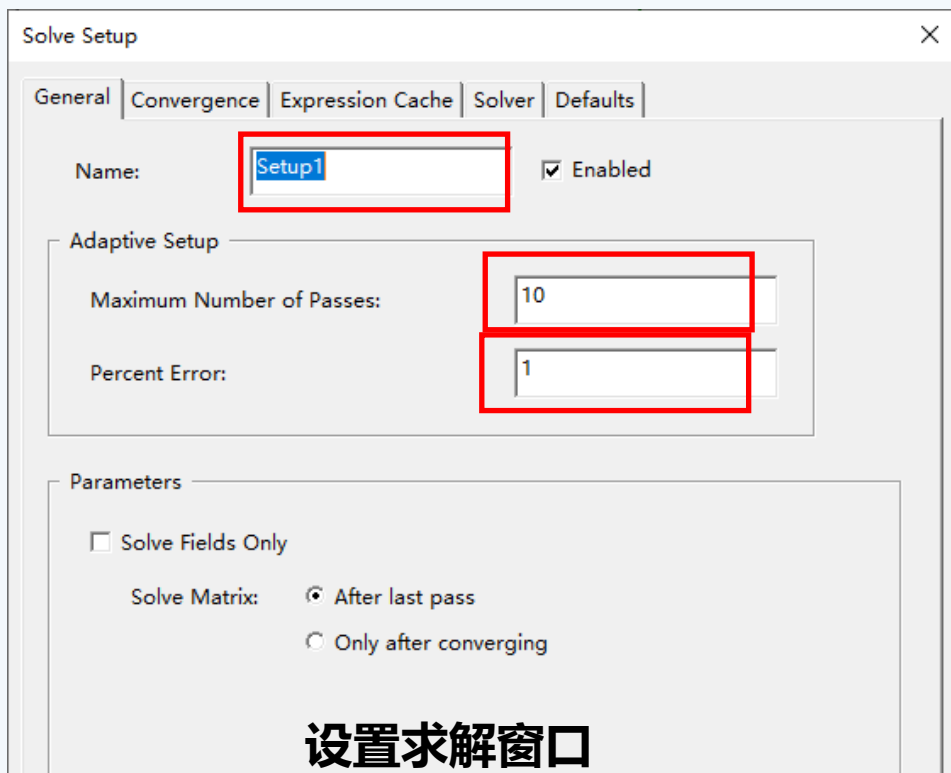 Solve Setup
General Convergence Expression Cache Solver Defaults
Name: Setup1 Enabled
Adaptive Setup
Maximum Number of Passes: 10
Percent Error: 1
Parameters
Solve Fields Only
Solve Matrix: After last pass
Only after converging
设置求解窗口